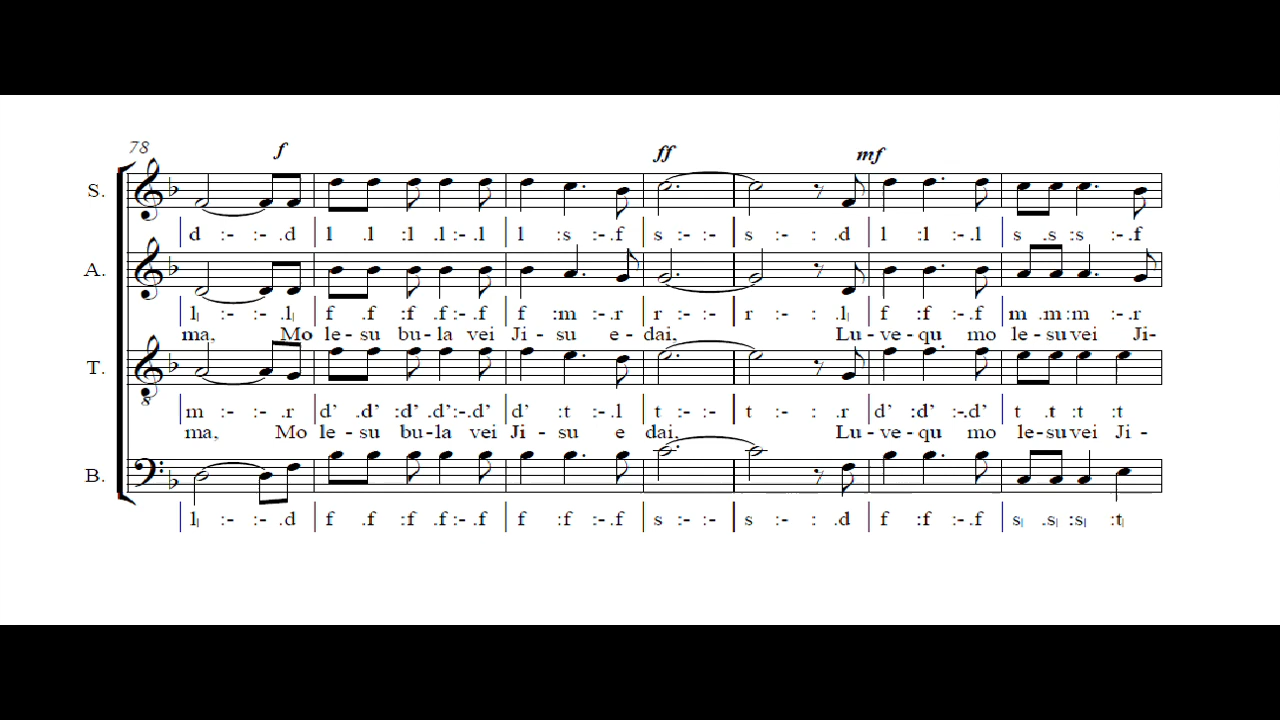 78 f ff mf
S.
| d :- :- .d | l .l :l .l :- .l | l :s :- .f | s :- :- | s :- : .d | l :l :- .l | s .s :s :- .f
A.
| l, :- :- .l, | f .f :f .f :- .f | f :m :- .r | r :- :- | r :- : .l, | f :f :- .f | m .m :m :- .r
ma, Mo le - su bu - la vei Ji - su e - dai, Lu - ve - qu mo le - su vei Ji-
T.
8
| m :- :- .r | d' .d' :d' .d' :- .d' | d' :t :- .l | t :- :- | t :- : .r | d' :d' :- .d' | t .t :t :t
ma, Mo le - su bu - la vei Ji - su e dai, Lu - ve - qu mo le - su vei Ji -
B.
| l, :- :- .d | f .f :f .f :- .f | f :f :- .f | s :- :- | s :- : .d | f :f :- .f | s, .s, :s, :t,